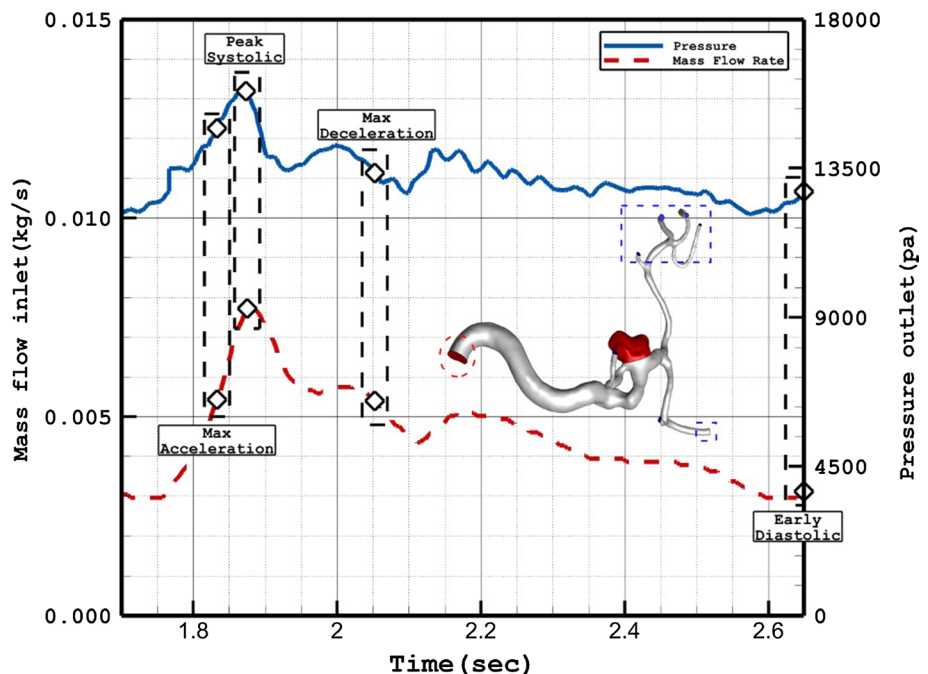 0.015
18000
Peak
Systolic
Pressure
Mass Flow Rate
Max
Deceleration
13500
0.010
Mass flow inlet(kg/s)
Pressure outlet(pa)
9000
0.005
Max
Acceleration
4500
Early
Diastolic
0.000
0
1.8
2
2.2
2.4
2.6
Time(sec)